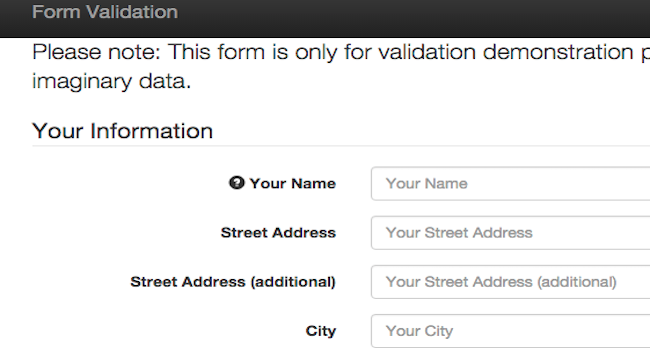 Form Validation
Please note: This form is only for validation demonstration
imaginary data.
Your Information
Your Name Your Name
Street Address Your Street Address
Street Address (additional) Your Street Address (additional)
City Your City